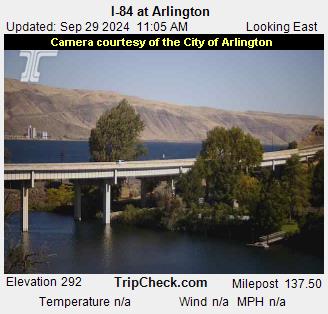 I-84 at Arlington
Updated: Sep 29 2024 11:05 AM Looking East
Camera courtesy of the City of Arlington
Elevation 292 TripCheck.com Milepost 137.50
Temperature n/a Wind n/a MPH n/a